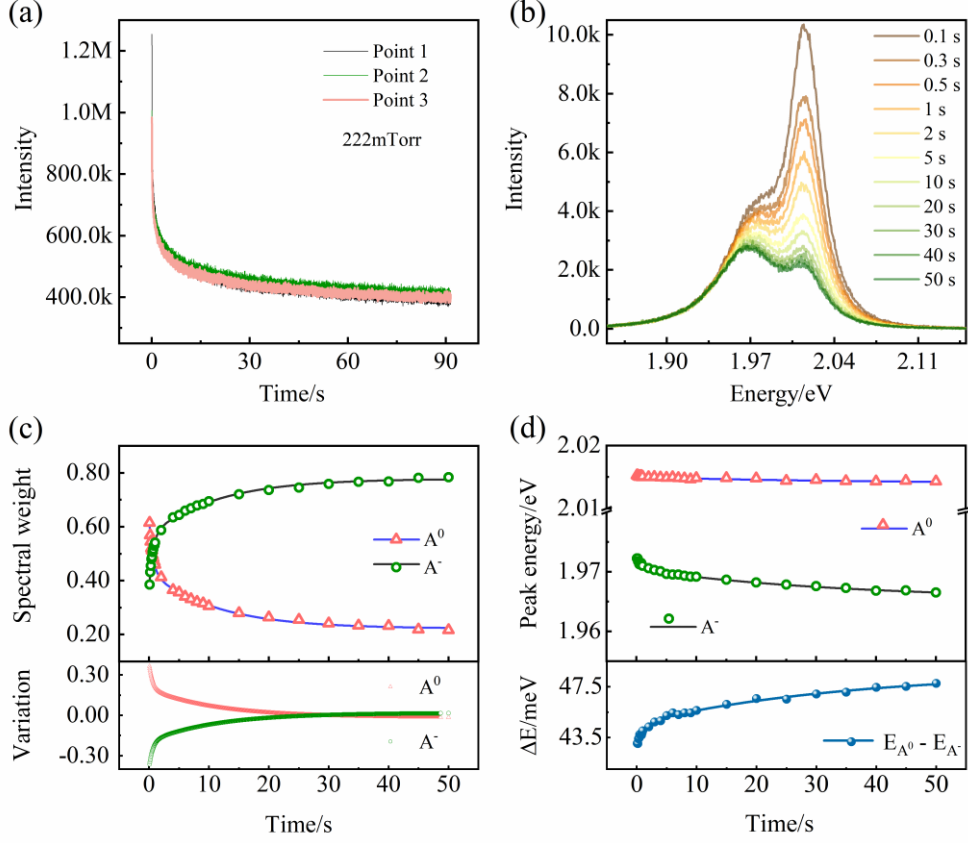 (a)
1.2M
1.0M
800.0k
600.0k
400.0k
Intensity
Point 1
Point 2
Point 3
222mTorr
0
30
60
90
Time/s
(b)
10.0k
8.0k
6.0k
4.0k
2.0k
0.0
Intensity
0.1 s
0.3 s
0.5 s
1 s
2 s
5 s
10 s
20 s
30 s
40 s
50 s
1.90
1.97
2.04
2.11
Energy/eV
(c)
0.80
0.60
0.40
0.20
Spectral weight
A⁰
A⁻
0.30
0.00
-0.30
Variation
A⁰
A⁻
0
10
20
30
40
50
Time/s
(d)
2.02
2.01
1.97
1.96
Peak energy/eV
A⁰
A⁻
47.5
43.5
ΔE/meV
E_A⁰ - E_A⁻
0
10
20
30
40
50
Time/s